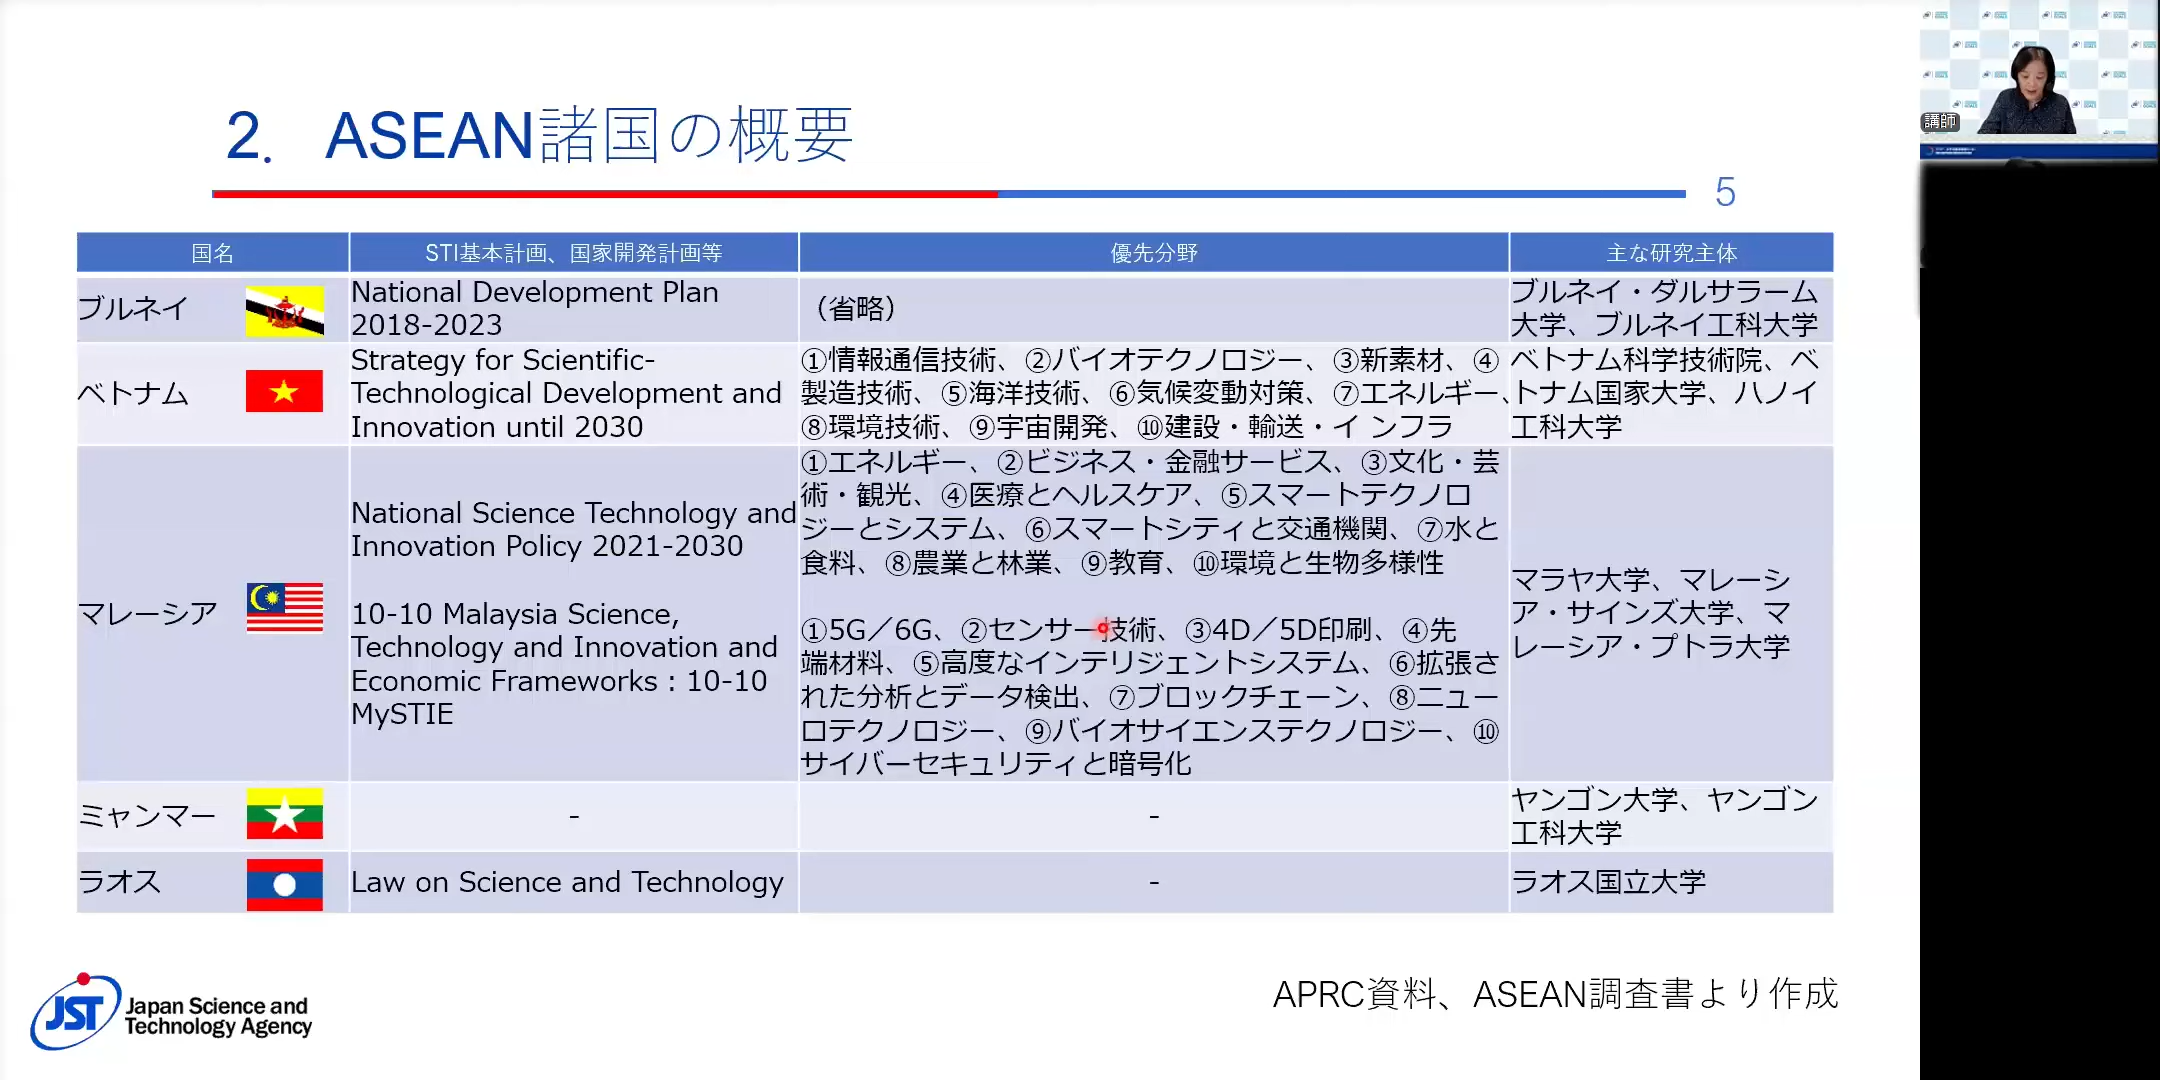 2．ASEAN諸国の概要
5
国名
STI基本計画、国家開発計画等
優先分野
主な研究主体
ブルネイ
National Development Plan
2018-2023
（省略）
ブルネイ・ダルサラーム
大学、ブルネイ工科大学
ベトナム
Strategy for Scientific-
Technological Development and
Innovation until 2030
①情報通信技術、②バイオテクノロジー、③新素材、④
製造技術、⑤海洋技術、⑥気候変動対策、⑦エネルギー、
⑧環境技術、⑨宇宙開発、⑩建設・輸送・イ ンフラ
ベトナム科学技術院、ベ
トナム国家大学、ハノイ
工科大学
マレーシア
National Science Technology and
Innovation Policy 2021-2030
10-10 Malaysia Science,
Technology and Innovation and
Economic Frameworks：10-10
MySTIE
①エネルギー、②ビジネス・金融サービス、③文化・芸
術・観光、④医療とヘルスケア、⑤スマートテクノロ
ジーとシステム、⑥スマートシティと交通機関、⑦水と
食料、⑧農業と林業、⑨教育、⑩環境と生物多様性
①5G／6G、②センサー技術、③4D／5D印刷、④先
端材料、⑤高度なインテリジェントシステム、⑥拡張さ
れた分析とデータ検出、⑦ブロックチェーン、⑧ニュー
ロテクノロジー、⑨バイオサイエンステクノロジー、⑩
サイバーセキュリティと暗号化
マラヤ大学、マレーシ
ア・サインズ大学、マ
レーシア・プトラ大学
ミャンマー
-
-
ヤンゴン大学、ヤンゴン
工科大学
ラオス
Law on Science and Technology
-
ラオス国立大学
APRC資料、ASEAN調査書より作成
JST
Japan Science and
Technology Agency
講師